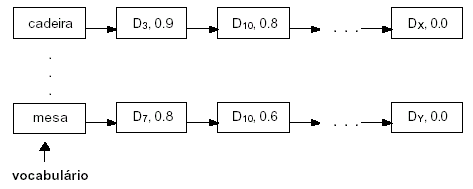 cadeira D3, 0.9 D10, 0.8 . . . DX, 0.0
.
.
.
mesa D7, 0.8 D10, 0.6 . . . DY, 0.0
vocabulário